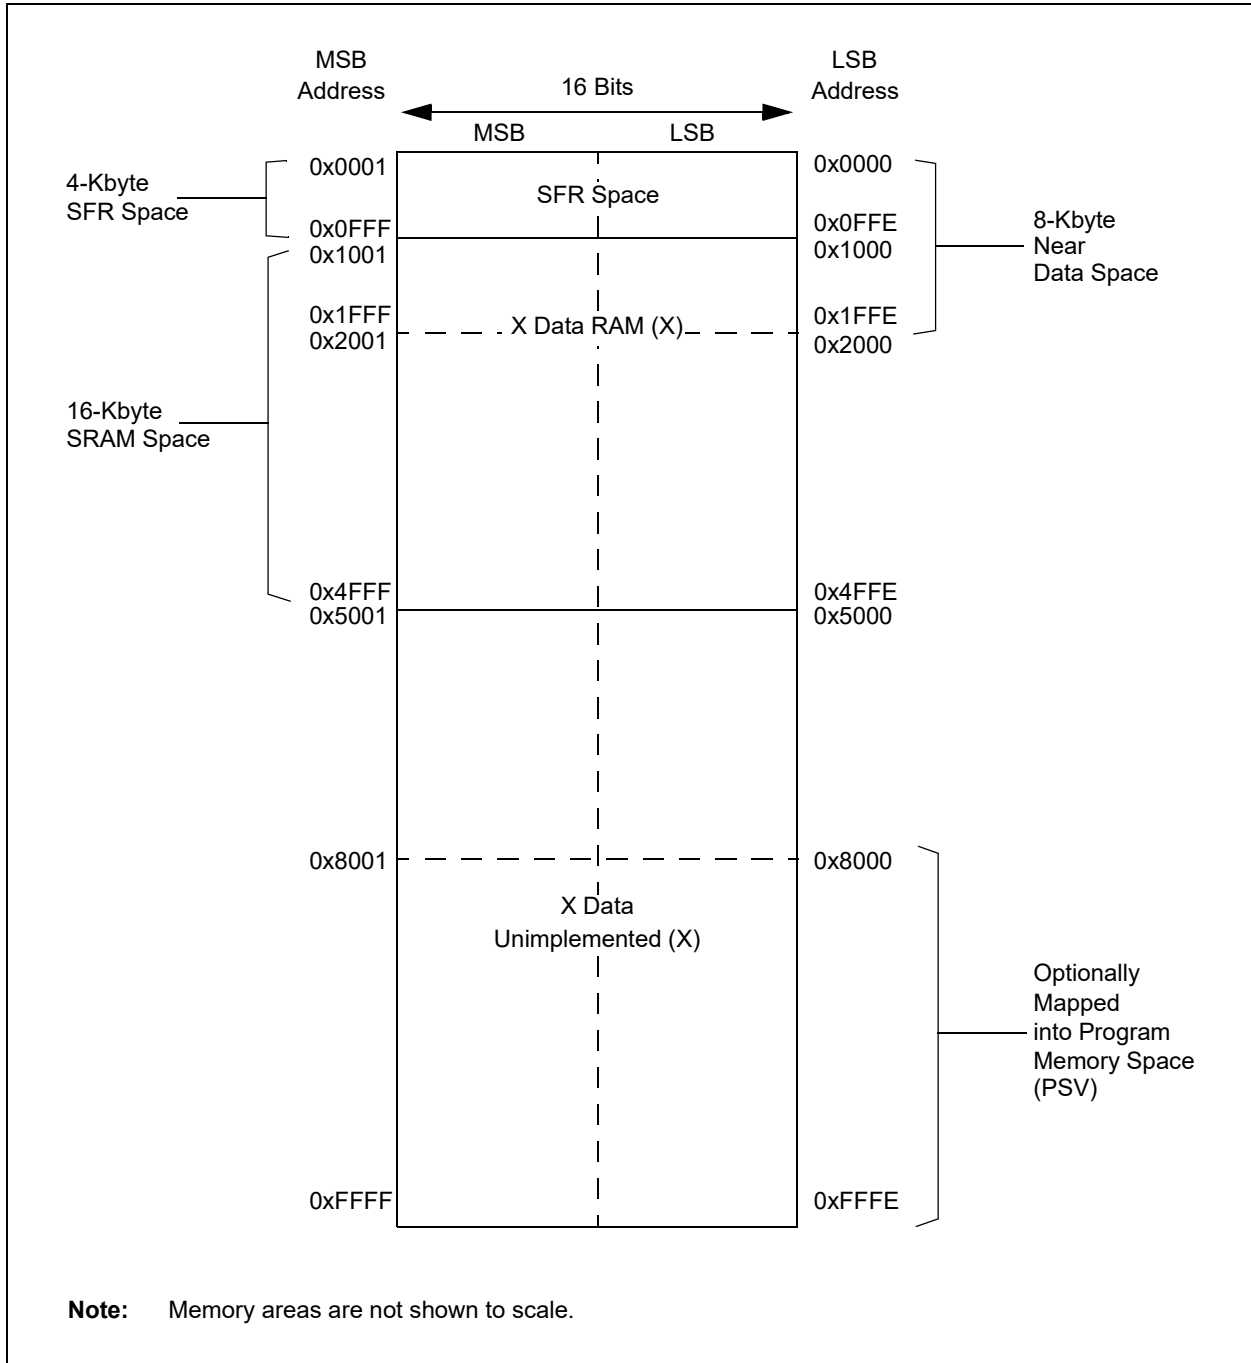 MSB
Address
LSB
Address
16 Bits
MSB
LSB
4-Kbyte
SFR Space
0x0001
0x0FFF
0x1001
SFR Space
0x0000
0x0FFE
0x1000
8-Kbyte
Near
Data Space
0x1FFF
0x2001
X Data RAM (X)
0x1FFE
0x2000
16-Kbyte
SRAM Space
0x4FFF
0x5001
0x4FFE
0x5000
0x8001
0x8000
X Data
Unimplemented (X)
Optionally
Mapped
into Program
Memory Space
(PSV)
0xFFFF
0xFFFE
Note: Memory areas are not shown to scale.